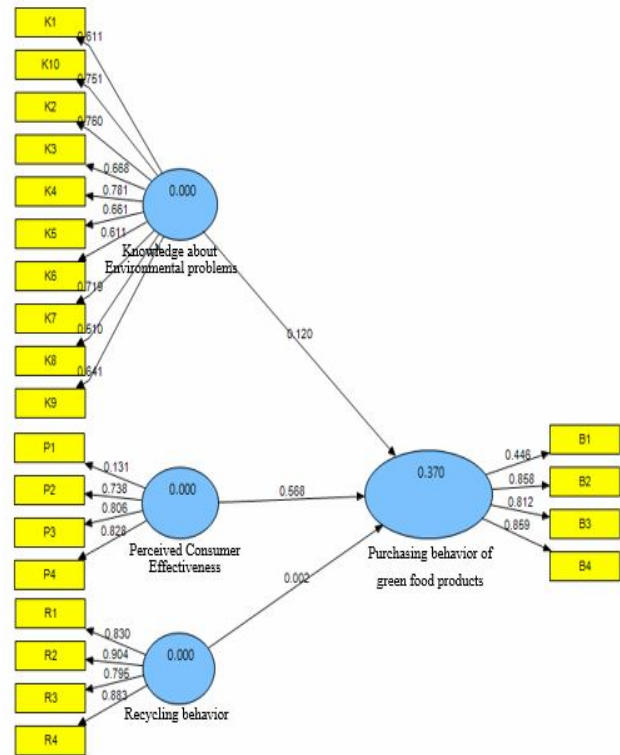 K1
0.611
K10
0.751
K2
0.760
K3
0.668
K4
0.781
K5
0.661
K6
0.611
K7
0.719
K8
0.510
K9
0.641
0.000
Knowledge about
Environmental problems
0.120
P1
0.131
P2
0.738
P3
0.806
P4
0.828
0.000
Perceived Consumer
Effectiveness
0.568
R1
0.830
R2
0.904
R3
0.795
R4
0.883
0.000
Recycling behavior
0.002
0.370
Purchasing behavior of
green food products
B1
0.446
B2
0.858
B3
0.812
B4
0.859